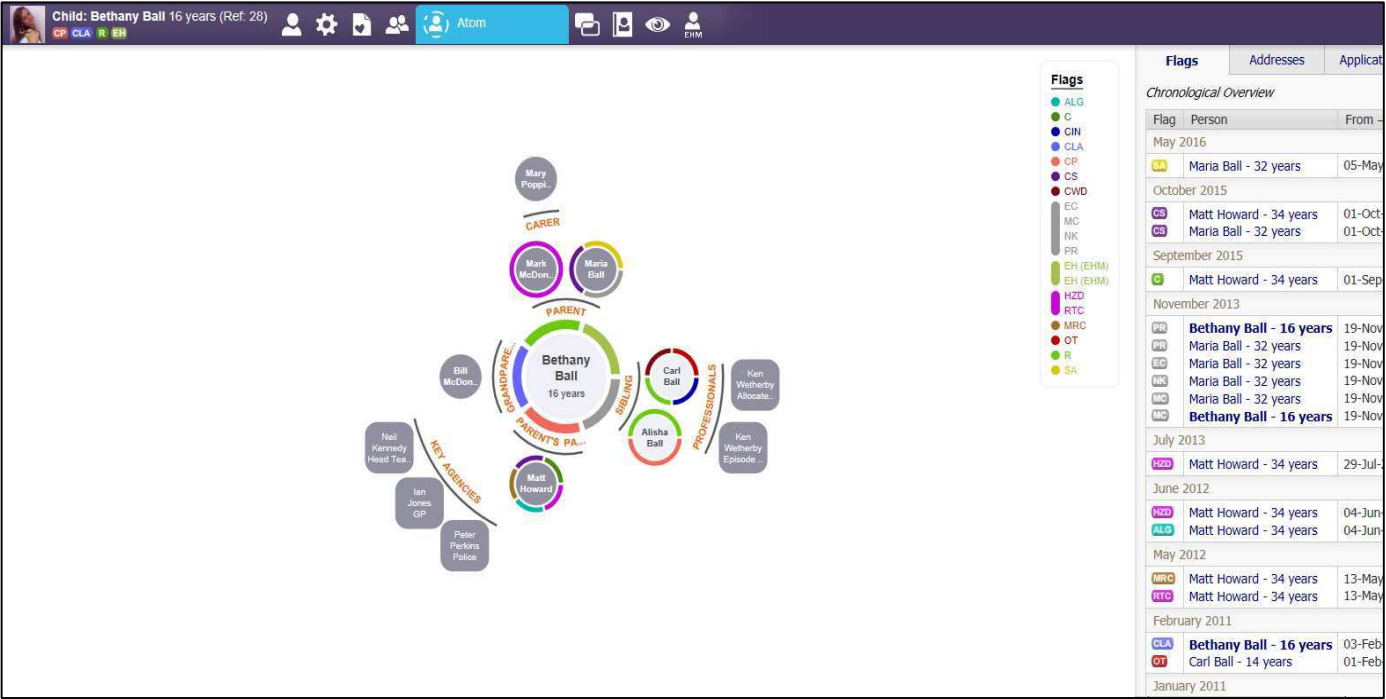 Child: Bethany Ball 16 years (Ref: 28)
CP CLA R EH
Atom
EHM
Flags
ALG
C
CIN
CLA
CP
CS
CWD
EC
MC
NK
PR
EH (EHM)
EH (EHM)
HZD
RTC
MRC
OT
R
SA
Mary
Poppi..
CARER
Mark
McDon..
Maria
Ball
PARENT
Bethany
Ball
16 years
GRANDPARE...
Bill
McDon..
PARENT'S PA...
Matt
Howard
SIBLING
Carl
Ball
Alisha
Ball
PROFESSIONALS
Ken
Wetherby
Allocate..
Ken
Wetherby
Episode ..
KEY AGENCIES
Neil
Kennedy
Head Tea..
Ian
Jones
GP
Peter
Perkins
Police
Flags Addresses Applicat
Chronological Overview
Flag Person From –
May 2016
SA Maria Ball - 32 years 05-May
October 2015
CS Matt Howard - 34 years 01-Oct-
CS Maria Ball - 32 years 01-Oct-
September 2015
C Matt Howard - 34 years 01-Sep
November 2013
PR Bethany Ball - 16 years 19-Nov
PR Maria Ball - 32 years 19-Nov
EC Maria Ball - 32 years 19-Nov
NK Maria Ball - 32 years 19-Nov
MC Maria Ball - 32 years 19-Nov
MC Bethany Ball - 16 years 19-Nov
July 2013
HZD Matt Howard - 34 years 29-Jul-
June 2012
HZD Matt Howard - 34 years 04-Jun-
ALG Matt Howard - 34 years 04-Jun-
May 2012
MRC Matt Howard - 34 years 13-May
RTC Matt Howard - 34 years 13-May
February 2011
CLA Bethany Ball - 16 years 03-Feb
OT Carl Ball - 14 years 01-Feb
January 2011